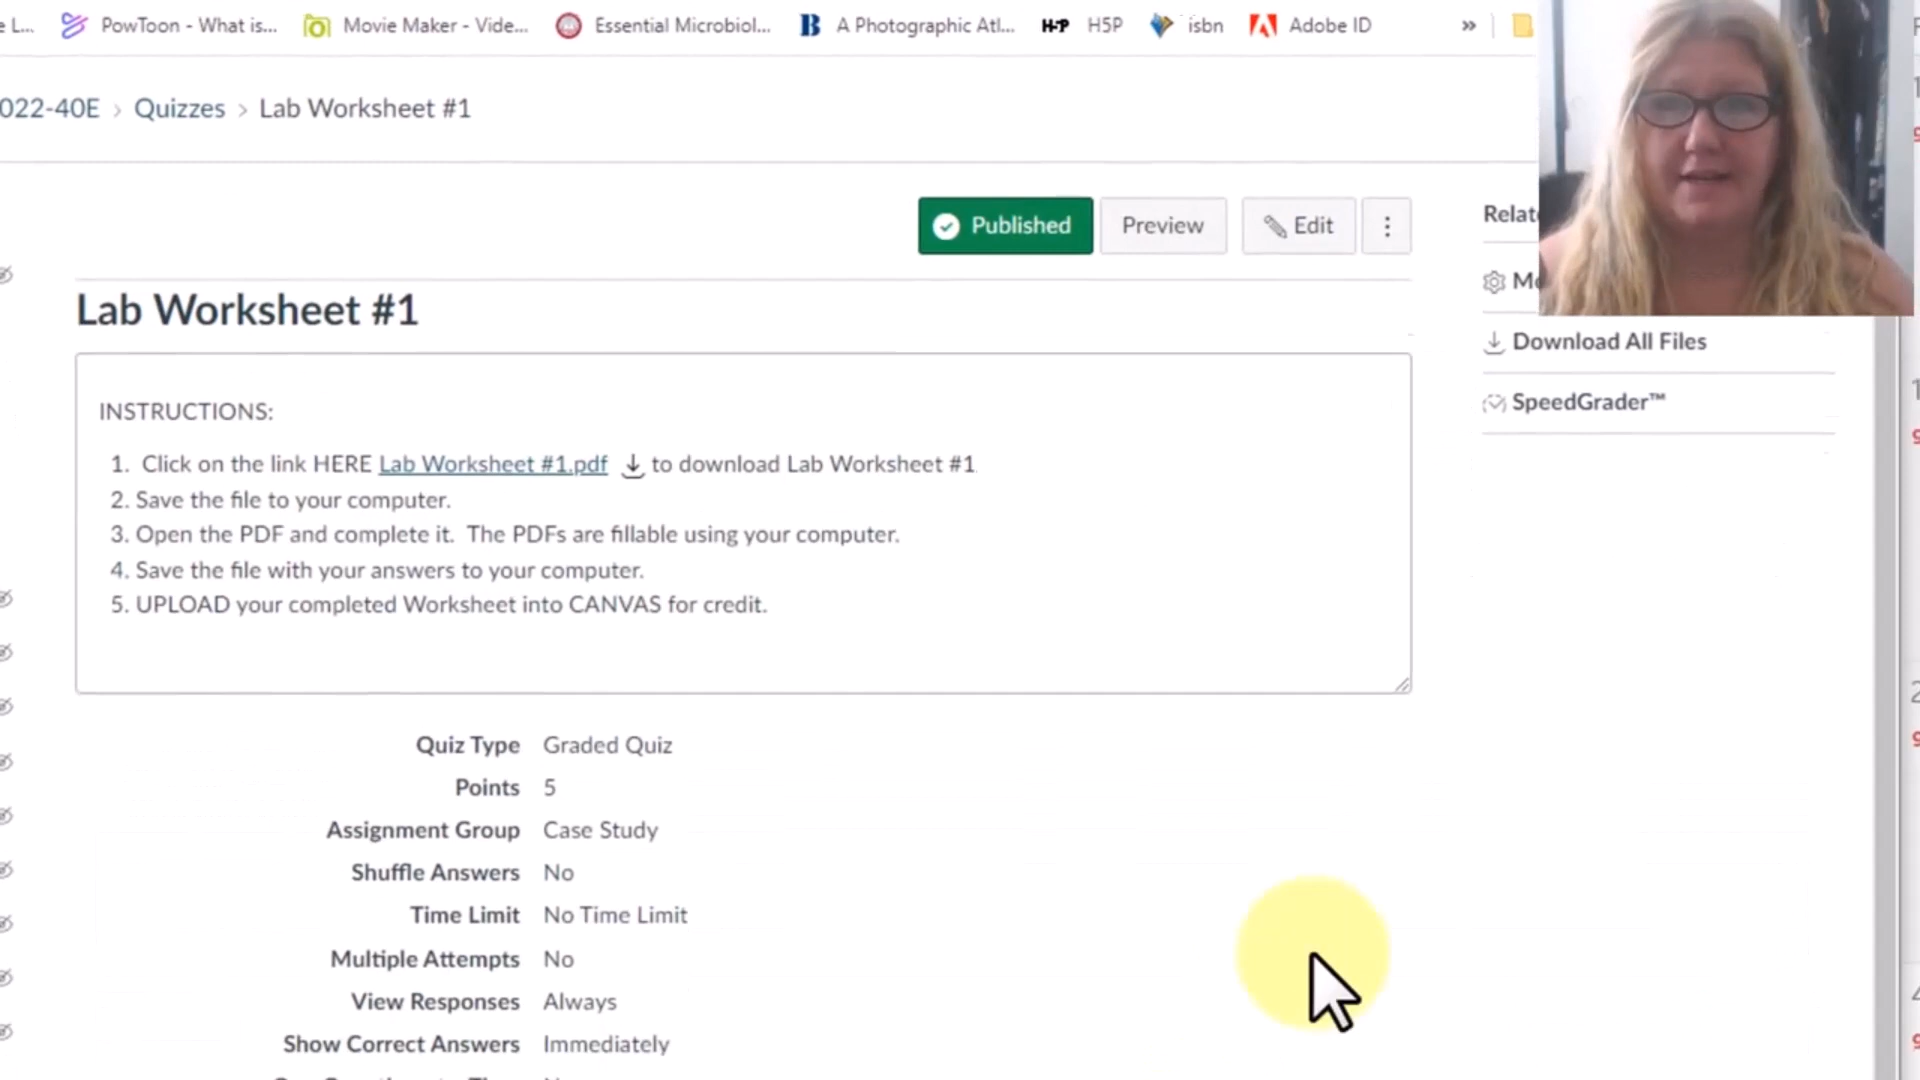 PowToon - What is...
Movie Maker - Vide...
Essential Microbiol...
B
A Photographic Atl...
H5P
H5P
isbn
Adobe ID
»
022-40E › Quizzes › Lab Worksheet #1
Published
Preview
Edit
Lab Worksheet #1
INSTRUCTIONS:
1. Click on the link HERE Lab Worksheet #1.pdf to download Lab Worksheet #1
2. Save the file to your computer.
3. Open the PDF and complete it. The PDFs are fillable using your computer.
4. Save the file with your answers to your computer.
5. UPLOAD your completed Worksheet into CANVAS for credit.
Download All Files
SpeedGrader™
Quiz Type Graded Quiz
Points 5
Assignment Group Case Study
Shuffle Answers No
Time Limit No Time Limit
Multiple Attempts No
View Responses Always
Show Correct Answers Immediately